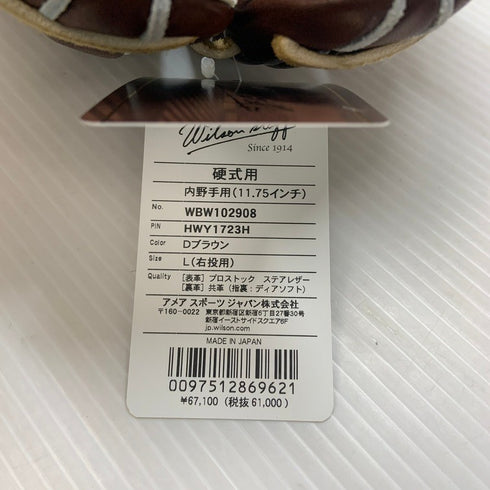 Wilson Staff
Since 1914
硬式用
内野手用(11.75インチ)
No. WBW102908
PIN HWY1723H
Color Dブラウン
Size L(右投用)
Quality [表革] プロストック ステアレザー
[裏革] 共革(指裏:ディアソフト)
アメア スポーツ ジャパン株式会社
〒160-0022 東京都新宿区新宿6丁目27番30号
新宿イーストサイドスクエア6F
jp.wilson.com
MADE IN JAPAN
0097512869621
¥67,100(税抜 61,000)